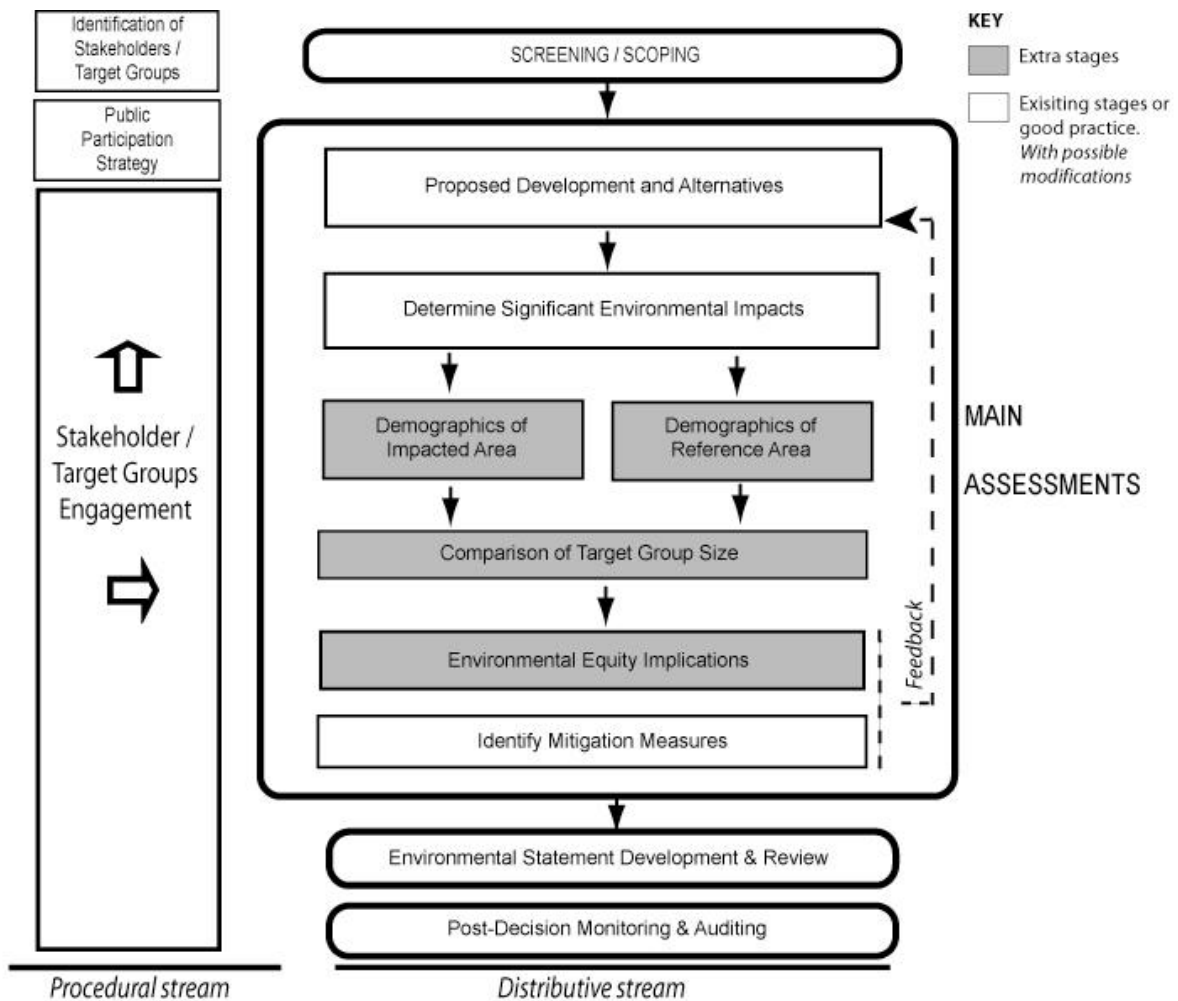 Identification of
Stakeholders /
Target Groups
Public
Participation
Strategy
Stakeholder /
Target Groups
Engagement
Procedural stream
SCREENING / SCOPING
Proposed Development and Alternatives
Determine Significant Environmental Impacts
Demographics of
Impacted Area
Demographics of
Reference Area
Comparison of Target Group Size
Environmental Equity Implications
Identify Mitigation Measures
Feedback
MAIN
ASSESSMENTS
Environmental Statement Development & Review
Post-Decision Monitoring & Auditing
Distributive stream
KEY
Extra stages
Exisiting stages or
good practice.
With possible
modifications